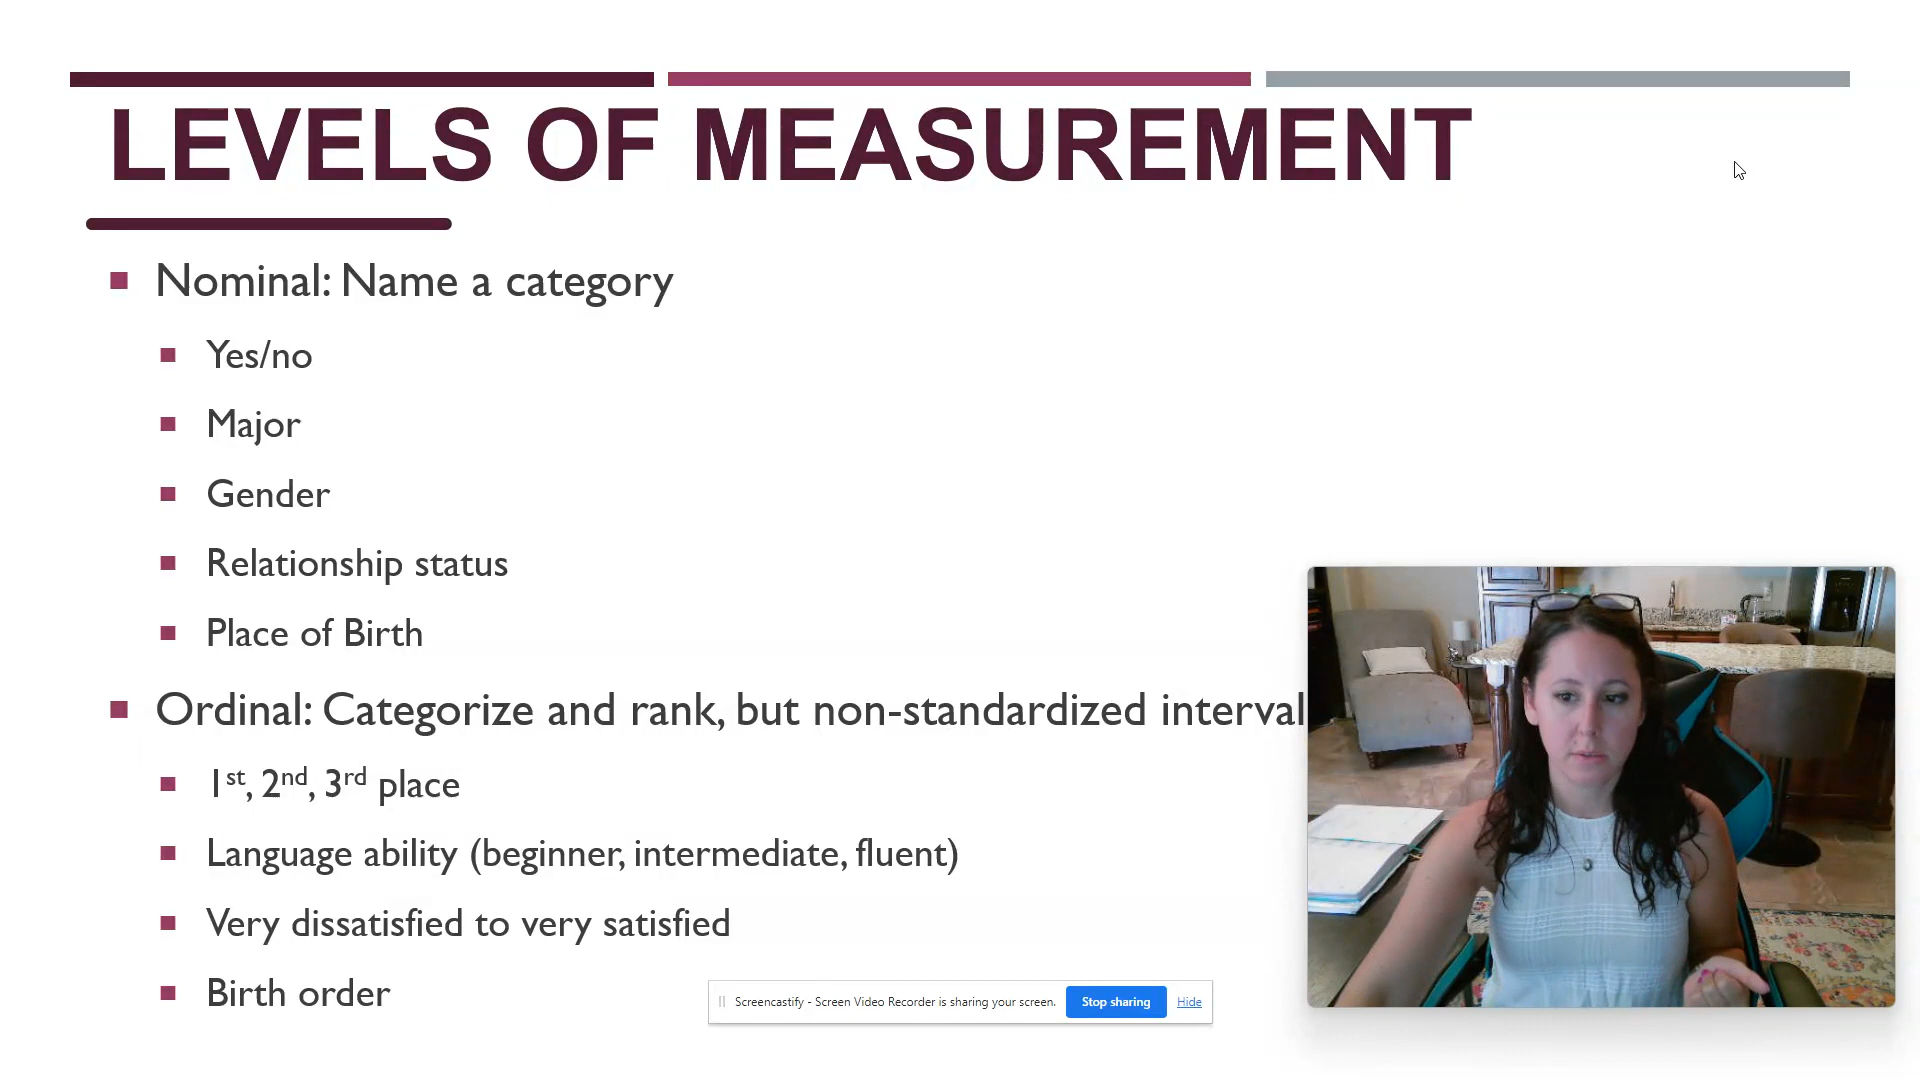 LEVELS OF MEASUREMENT
Nominal: Name a category
Yes/no
Major
Gender
Relationship status
Place of Birth
Ordinal: Categorize and rank, but non-standardized interval
1st, 2nd, 3rd place
Language ability (beginner, intermediate, fluent)
Very dissatisfied to very satisfied
Birth order
Screencastify - Screen Video Recorder is sharing your screen. Stop sharing Hide